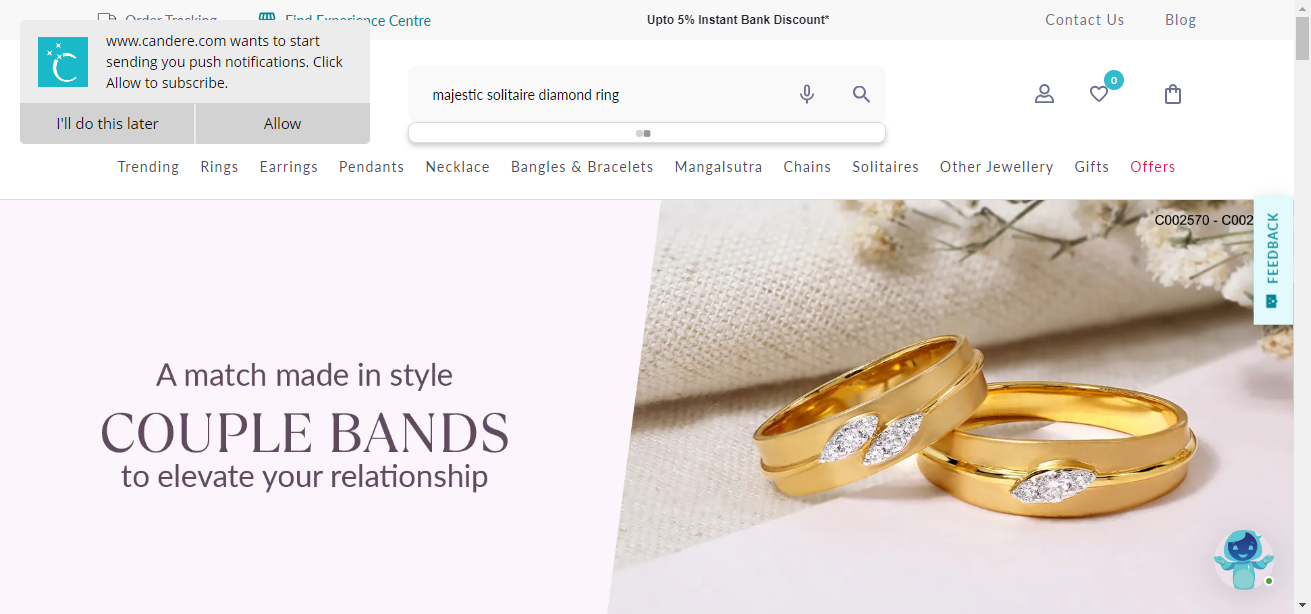 Order Tracking
Find Experience Centre
Upto 5% Instant Bank Discount*
Contact Us
Blog
www.candere.com wants to start
sending you push notifications. Click
Allow to subscribe.
I'll do this later
Allow
majestic solitaire diamond ring
0
Trending
Rings
Earrings
Pendants
Necklace
Bangles & Bracelets
Mangalsutra
Chains
Solitaires
Other Jewellery
Gifts
Offers
C002570 - C002
FEEDBACK
A match made in style
COUPLE BANDS
to elevate your relationship